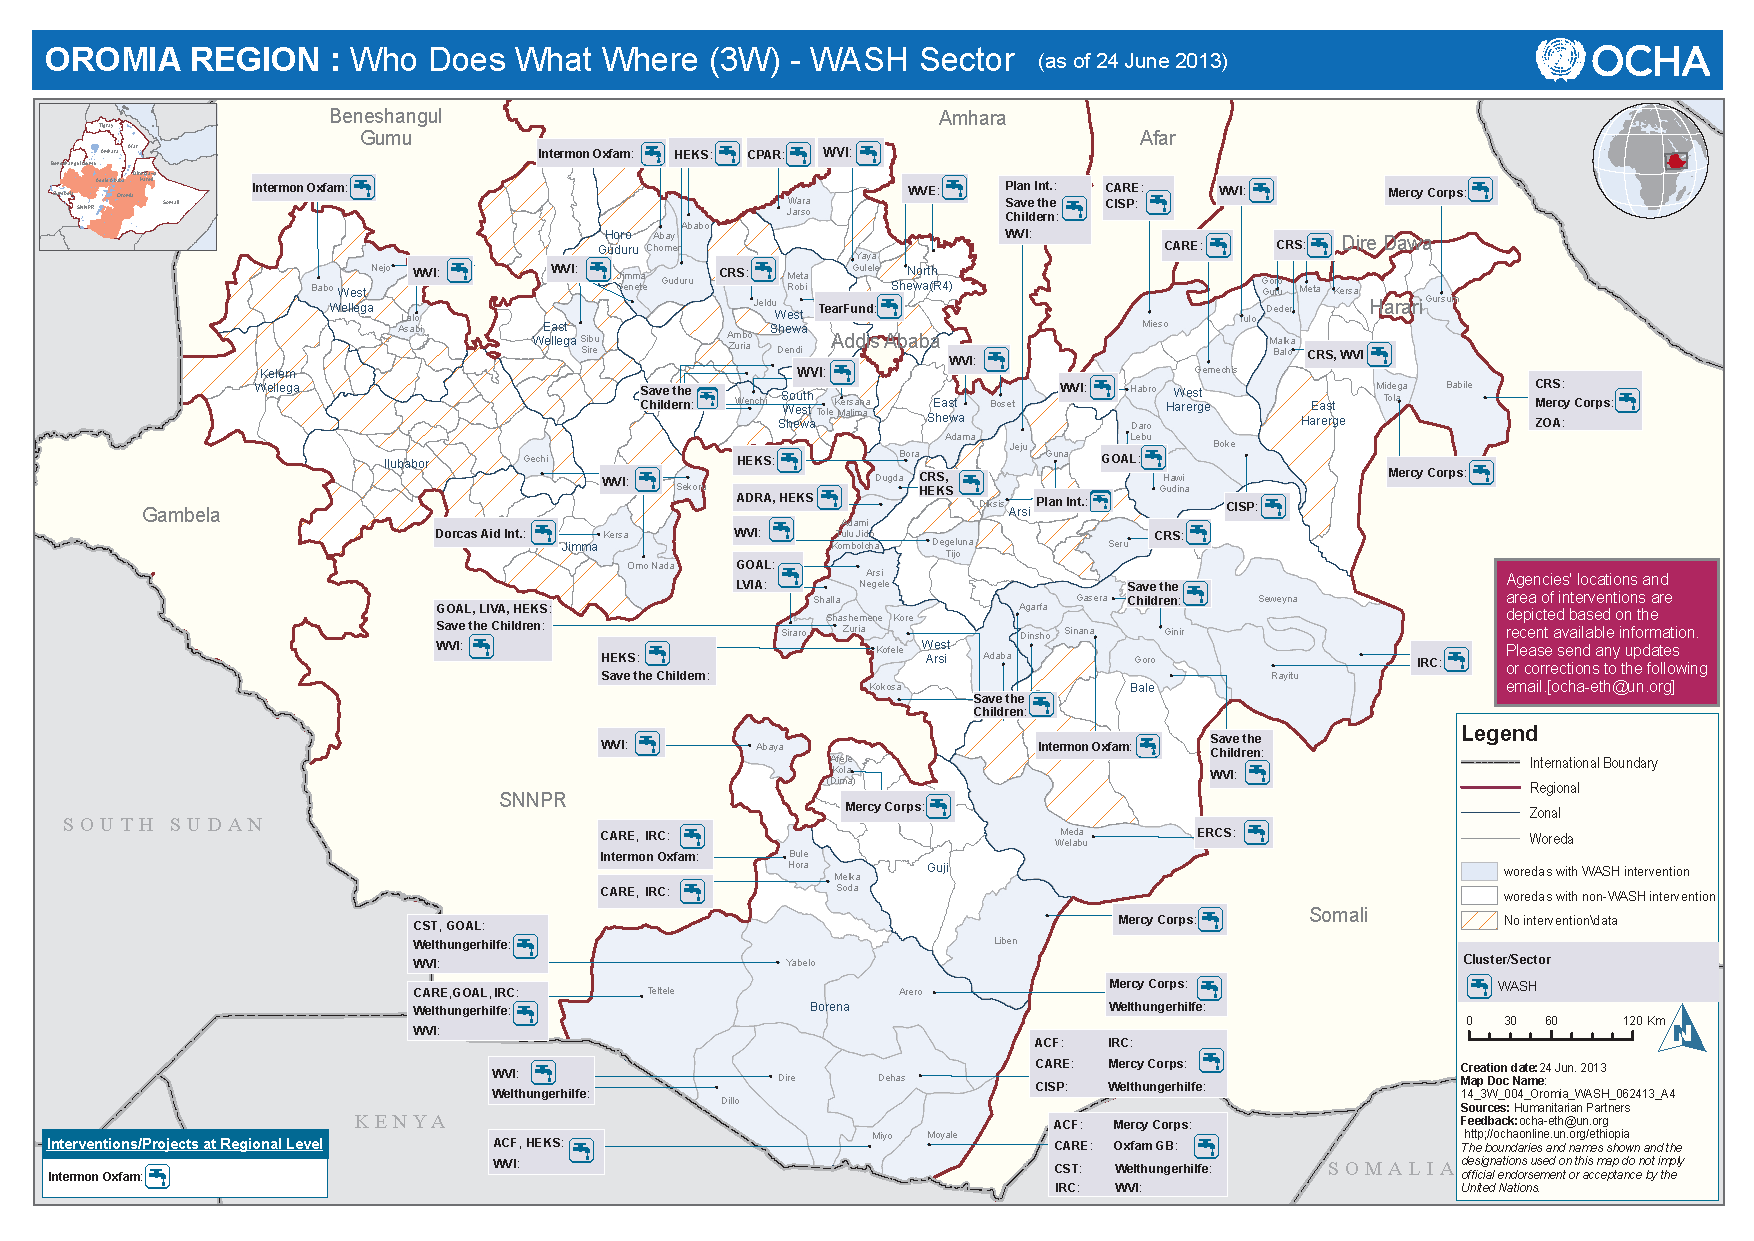 OROMIA REGION : Who Does What Where (3W) - WASH Sector (as of 24 June 2013)
OCHA
Beneshangul
Gumu
Amhara
Afar
Intermon Oxfam:
HEKS:
CPAR:
WVI:
Intermon Oxfam:
WVE:
Plan Int.:
Save the
Childern:
WVI:
CARE:
CISP:
WVI:
Mercy Corps:
CARE:
CRS:
Dire Dawa
Wara
Jarso
Ababo
Horo
Guduru
Abay
Chomen
Yaya
Gulele
North
Shewa(R4)
Nejo
WVI:
WVI:
CRS:
Meta
Robi
Guduru
Jimma
Genete
Babo
West
Wellega
Jeldu
West
Shewa
TearFund:
Goro
Gutu
Meta
Kersa
Harari
Gursum
Deder
Lalo
Asabi
East
Wellega
Sibu
Sire
Ambo
Zuria
Dendi
Addis Ababa
Mieso
Tulo
Malka
Balo
CRS, WVI
WVI:
WVI:
Gemechis
Kelem
Wellega
Save the
Childern:
Wenchi
South
West
Shewa
Tole
Kersana
Malima
East
Shewa
Boset
WVI:
Habro
West
Harerge
East
Harerge
Midega
Tola
Babile
CRS:
Mercy Corps:
ZOA:
Adama
Daro
Lebu
Boke
Ilubabor
Gechi
HEKS:
Bora
Jeju
Guna
GOAL:
Mercy Corps:
WVI:
Sekoru
Dugda
CRS,
HEKS
Hawi
Gudina
ADRA, HEKS
Diksis
Arsi
Plan Int.:
CISP:
Gambela
Dorcas Aid Int.:
Kersa
Jimma
WVI:
Adami
Tulu Jido
Kombolcha
Degeluna
Tijo
Seru
CRS:
Omo Nada
GOAL:
LVIA:
Arsi
Negele
Agencies' locations and
area of interventions are
depicted based on the
recent available information.
Please send any updates
or corrections to the following
email.[ocha-eth@un.org]
Save the
Children:
Gasera
Seweyna
Shalla
Agarfa
GOAL, LIVA, HEKS:
Save the Children:
WVI:
Shashemene
Zuria
Kore
Siraro
Dinsho
Sinana
Ginir
HEKS:
Save the Childern:
Kofele
West
Arsi
Adaba
Goro
IRC:
Rayitu
Kokosa
Save the
Children:
Bale
WVI:
Abaya
Intermon Oxfam:
Save the
Children:
WVI:
Legend
International Boundary
Regional
Zonal
Woreda
woredas with WASH intervention
woredas with non-WASH intervention
No intervention\data
Kola
(Dima)
SNNPR
Mercy Corps:
SOUTH SUDAN
CARE, IRC:
Intermon Oxfam:
Bule
Hora
Meda
Welabu
ERCS:
Guji
CARE, IRC:
Melka
Soda
Somali
CST, GOAL:
Welthungerhilfe:
WVI:
Mercy Corps:
Liben
Yabelo
Cluster/Sector
WASH
CARE,GOAL,IRC:
Welthungerhilfe:
WVI:
Teltele
Arero
Borena
Mercy Corps:
Welthungerhilfe:
0 30 60 120 Km
N
ACF: IRC:
CARE: Mercy Corps:
CISP: Welthungerhilfe:
WVI:
Welthungerhilfe:
Dire
Dehas
Dillo
KENYA
ACF, HEKS:
WVI:
Miyo
Moyale
ACF: Mercy Corps:
CARE: Oxfam GB:
CST: Welthungerhilfe:
IRC: WVI:
SOMALIA
Interventions/Projects at Regional Level
Intermon Oxfam:
Creation date: 24 Jun. 2013
Map Doc Name:
14_3W_004_Oromia_WASH_062413_A4
Sources: Humanitarian Partners
Feedback: ocha-eth@un.org
http;//ochaonline.un.org/ethiopia
The boundaries and names shown and the
designations used on this map do not imply
official endorsement or acceptance by the
United Nations.